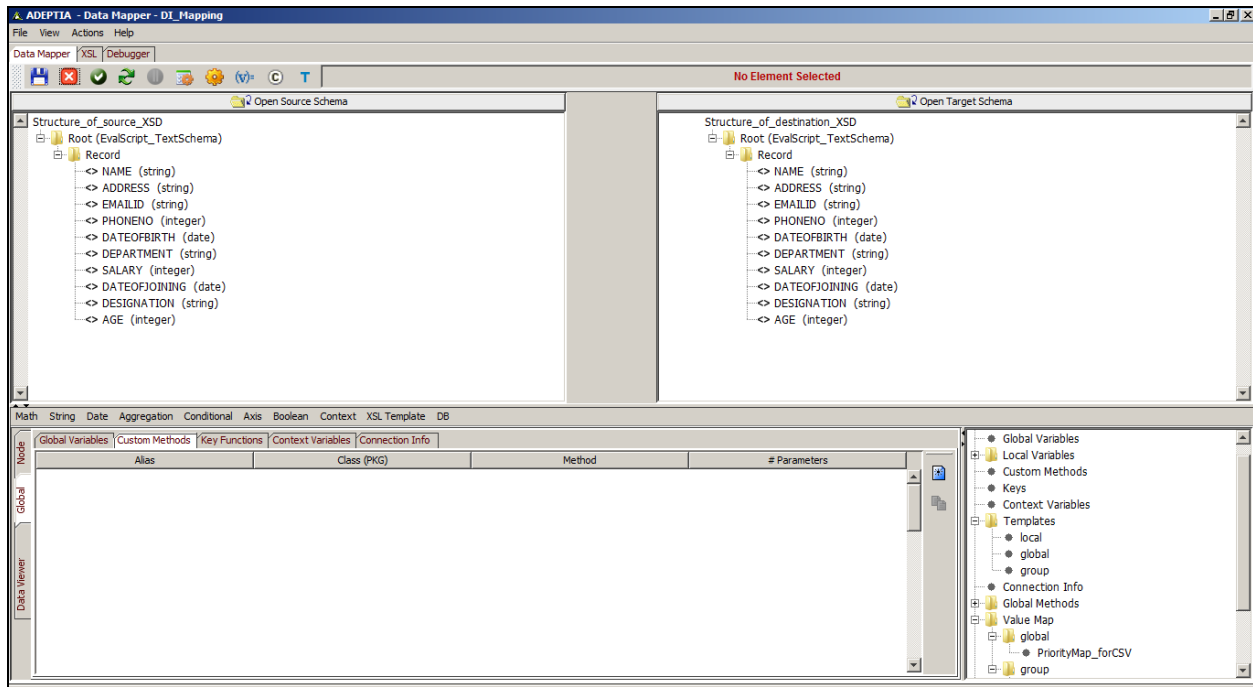 ADEPTIA - Data Mapper - DI_Mapping
File View Actions Help
Data Mapper XSL Debugger
(v)= © T No Element Selected
Open Source Schema
Open Target Schema
Structure_of_source_XSD
Root (EvalScript_TextSchema)
Record
<> NAME (string)
<> ADDRESS (string)
<> EMAILID (string)
<> PHONENO (integer)
<> DATEOFBIRTH (date)
<> DEPARTMENT (string)
<> SALARY (integer)
<> DATEOFJOINING (date)
<> DESIGNATION (string)
<> AGE (integer)
Structure_of_destination_XSD
Root (EvalScript_TextSchema)
Record
<> NAME (string)
<> ADDRESS (string)
<> EMAILID (string)
<> PHONENO (integer)
<> DATEOFBIRTH (date)
<> DEPARTMENT (string)
<> SALARY (integer)
<> DATEOFJOINING (date)
<> DESIGNATION (string)
<> AGE (integer)
Math String Date Aggregation Conditional Axis Boolean Context XSL Template DB
Node
Global
Data Viewer
Global Variables Custom Methods Key Functions Context Variables Connection Info
Alias Class (PKG) Method # Parameters
Global Variables
Local Variables
Custom Methods
Keys
Context Variables
Templates
local
global
group
Connection Info
Global Methods
Value Map
global
PriorityMap_forCSV
group